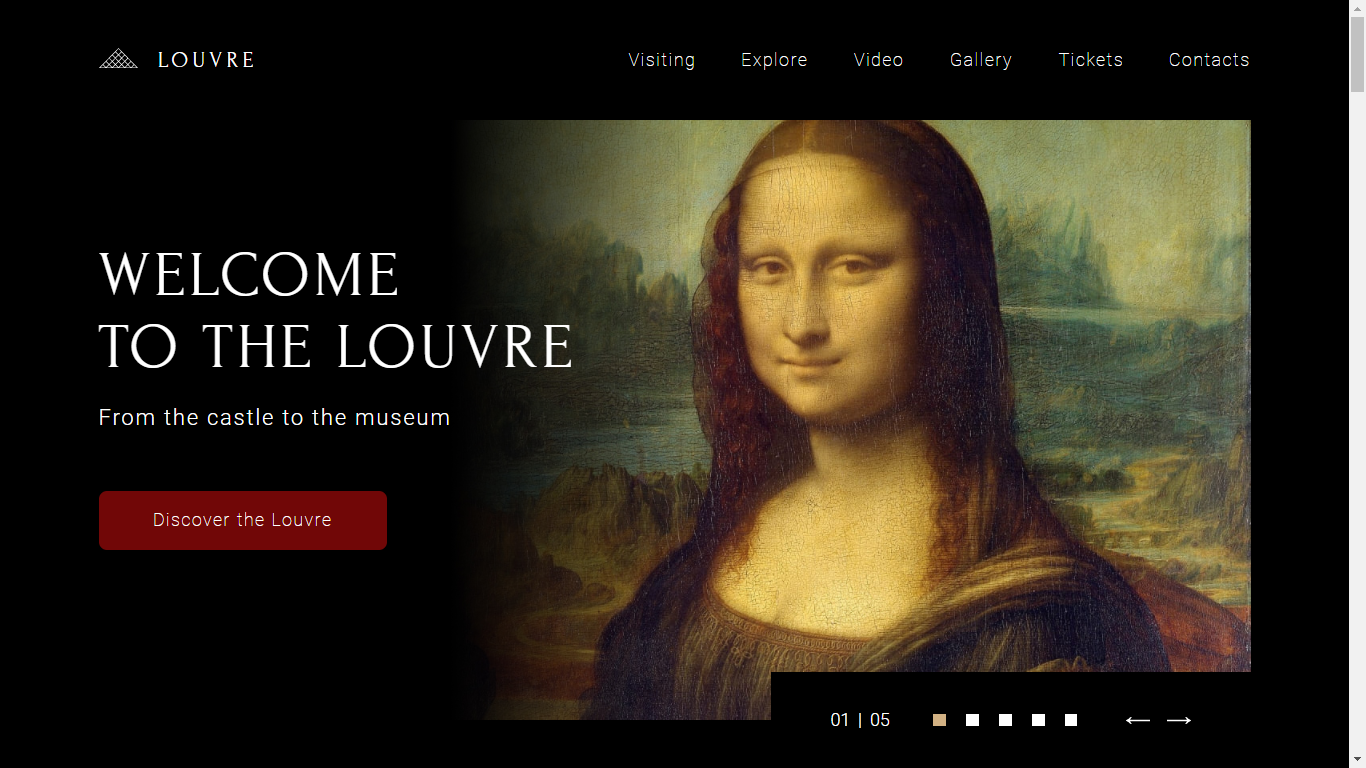 LOUVRE
Visiting Explore Video Gallery Tickets Contacts
WELCOME
TO THE LOUVRE
From the castle to the museum
Discover the Louvre
01 | 05